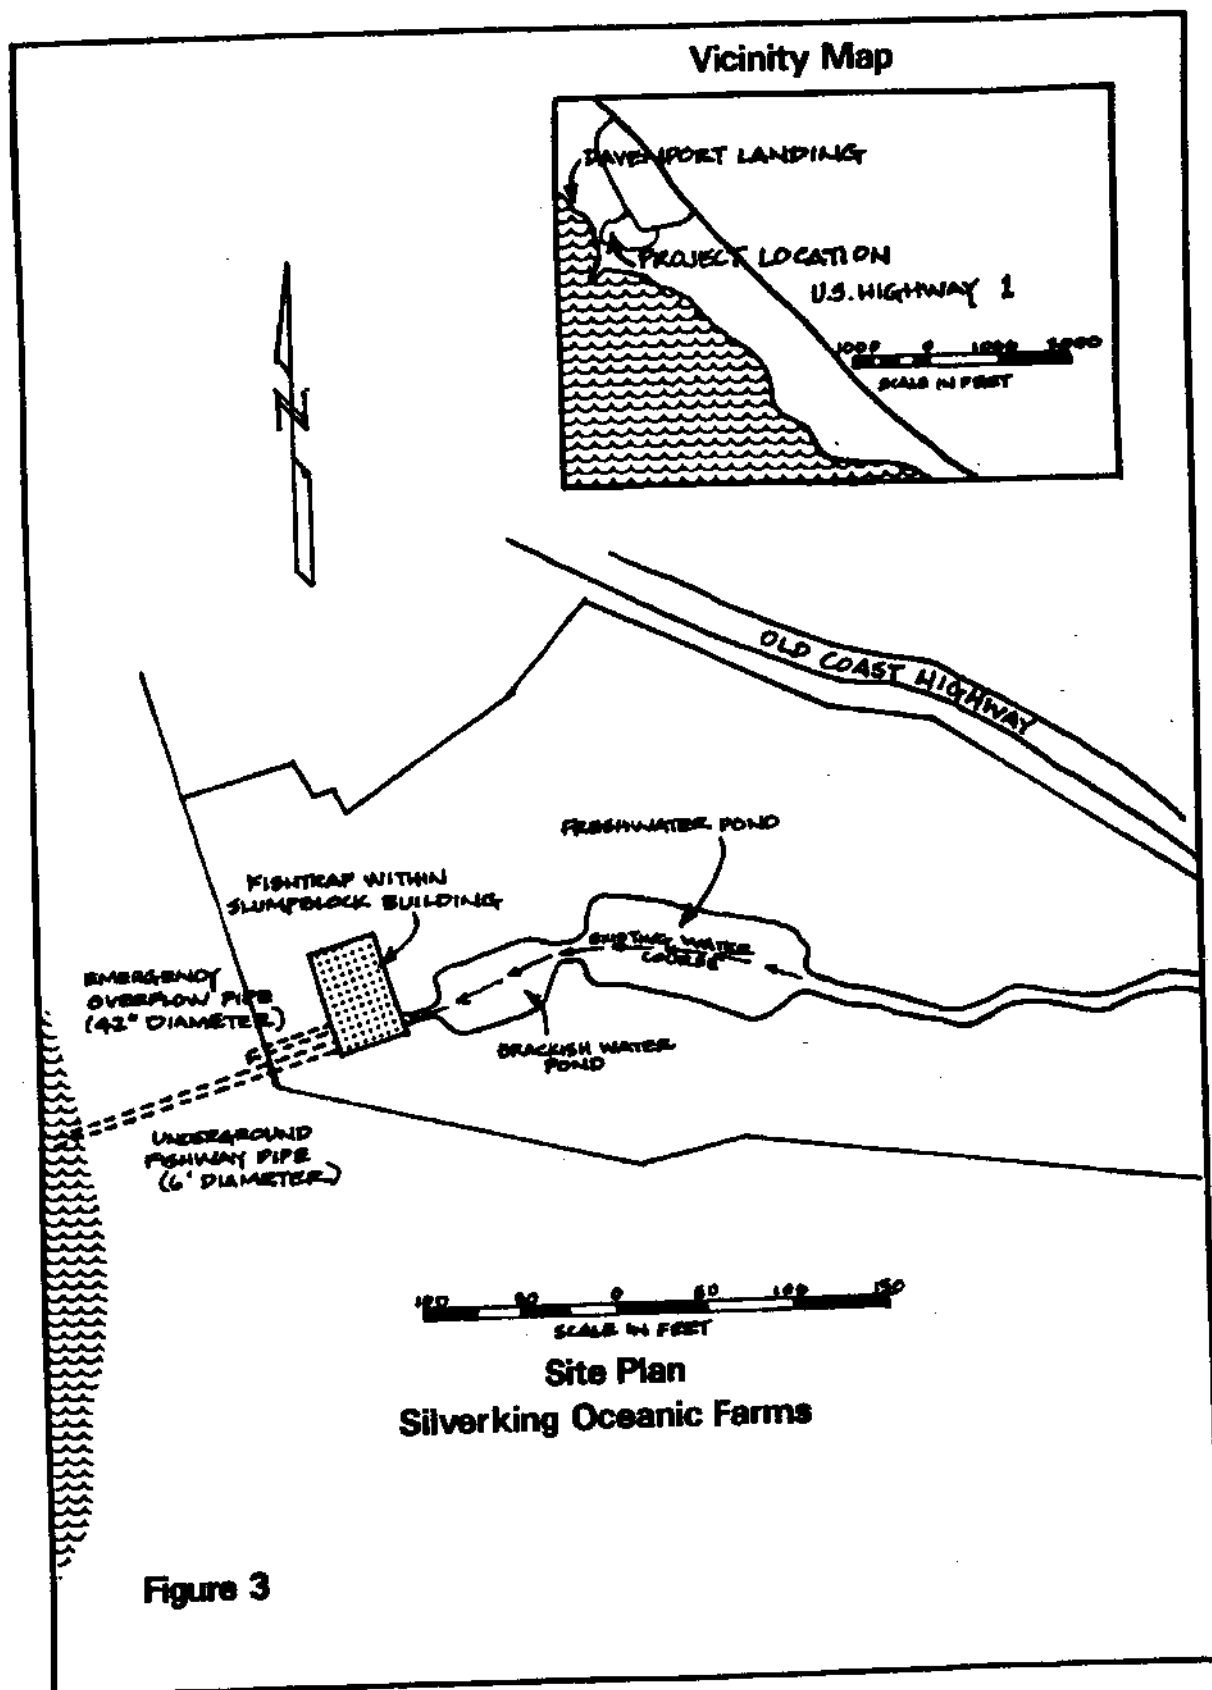 Vicinity Map
DAVENPORT LANDING
PROJECT LOCATION
U.S. HIGHWAY 1
1000 0 1000 2000
SCALE IN FEET
N
OLD COAST HIGHWAY
FRESHWATER POND
FISHTRAP WITHIN
SLUMPBLOCK BUILDING
EXISTING WATER
COURSE
EMERGENCY
OVERFLOW PIPE
(42" DIAMETER)
BRACKISH WATER
POND
UNDERGROUND
FISHWAY PIPE
(6' DIAMETER)
100 50 0 50 100 150
SCALE IN FEET
Site Plan
Silverking Oceanic Farms
Figure 3